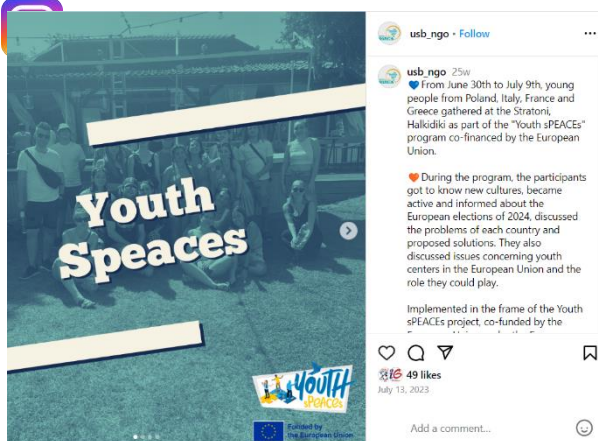 Youth
Speaces
YOUTH
sPEACEs
Funded by
the European Union
usb_ngo • Follow
usb_ngo 25w
💙From June 30th to July 9th, young
people from Poland, Italy, France and
Greece gathered at the Stratoni,
Halkidiki as part of the "Youth sPEACEs"
program co-financed by the European
Union.
🧡During the program, the participants
got to know new cultures, became
active and informed about the
European elections of 2024, discussed
the problems of each country and
proposed solutions. They also
discussed issues concerning youth
centers in the European Union and the
role they could play.
Implemented in the frame of the Youth
sPEACEs project, co-funded by the
49 likes
July 13, 2023
Add a comment...